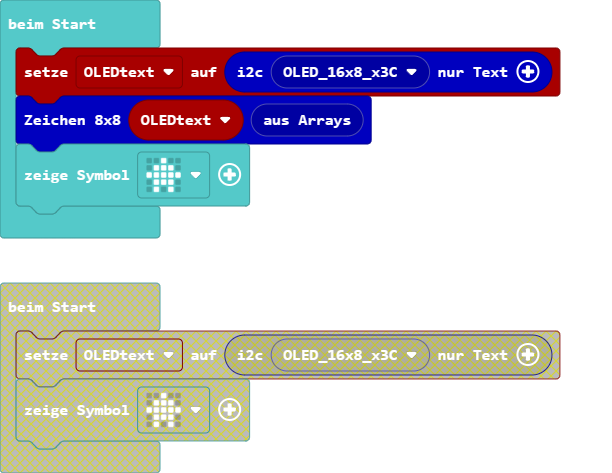 beim Start
setze OLEDtext auf i2c OLED_16x8_x3C nur Text
Zeichen 8x8 OLEDtext aus Arrays
zeige Symbol
beim Start
setze OLEDtext auf i2c OLED_16x8_x3C nur Text
zeige Symbol